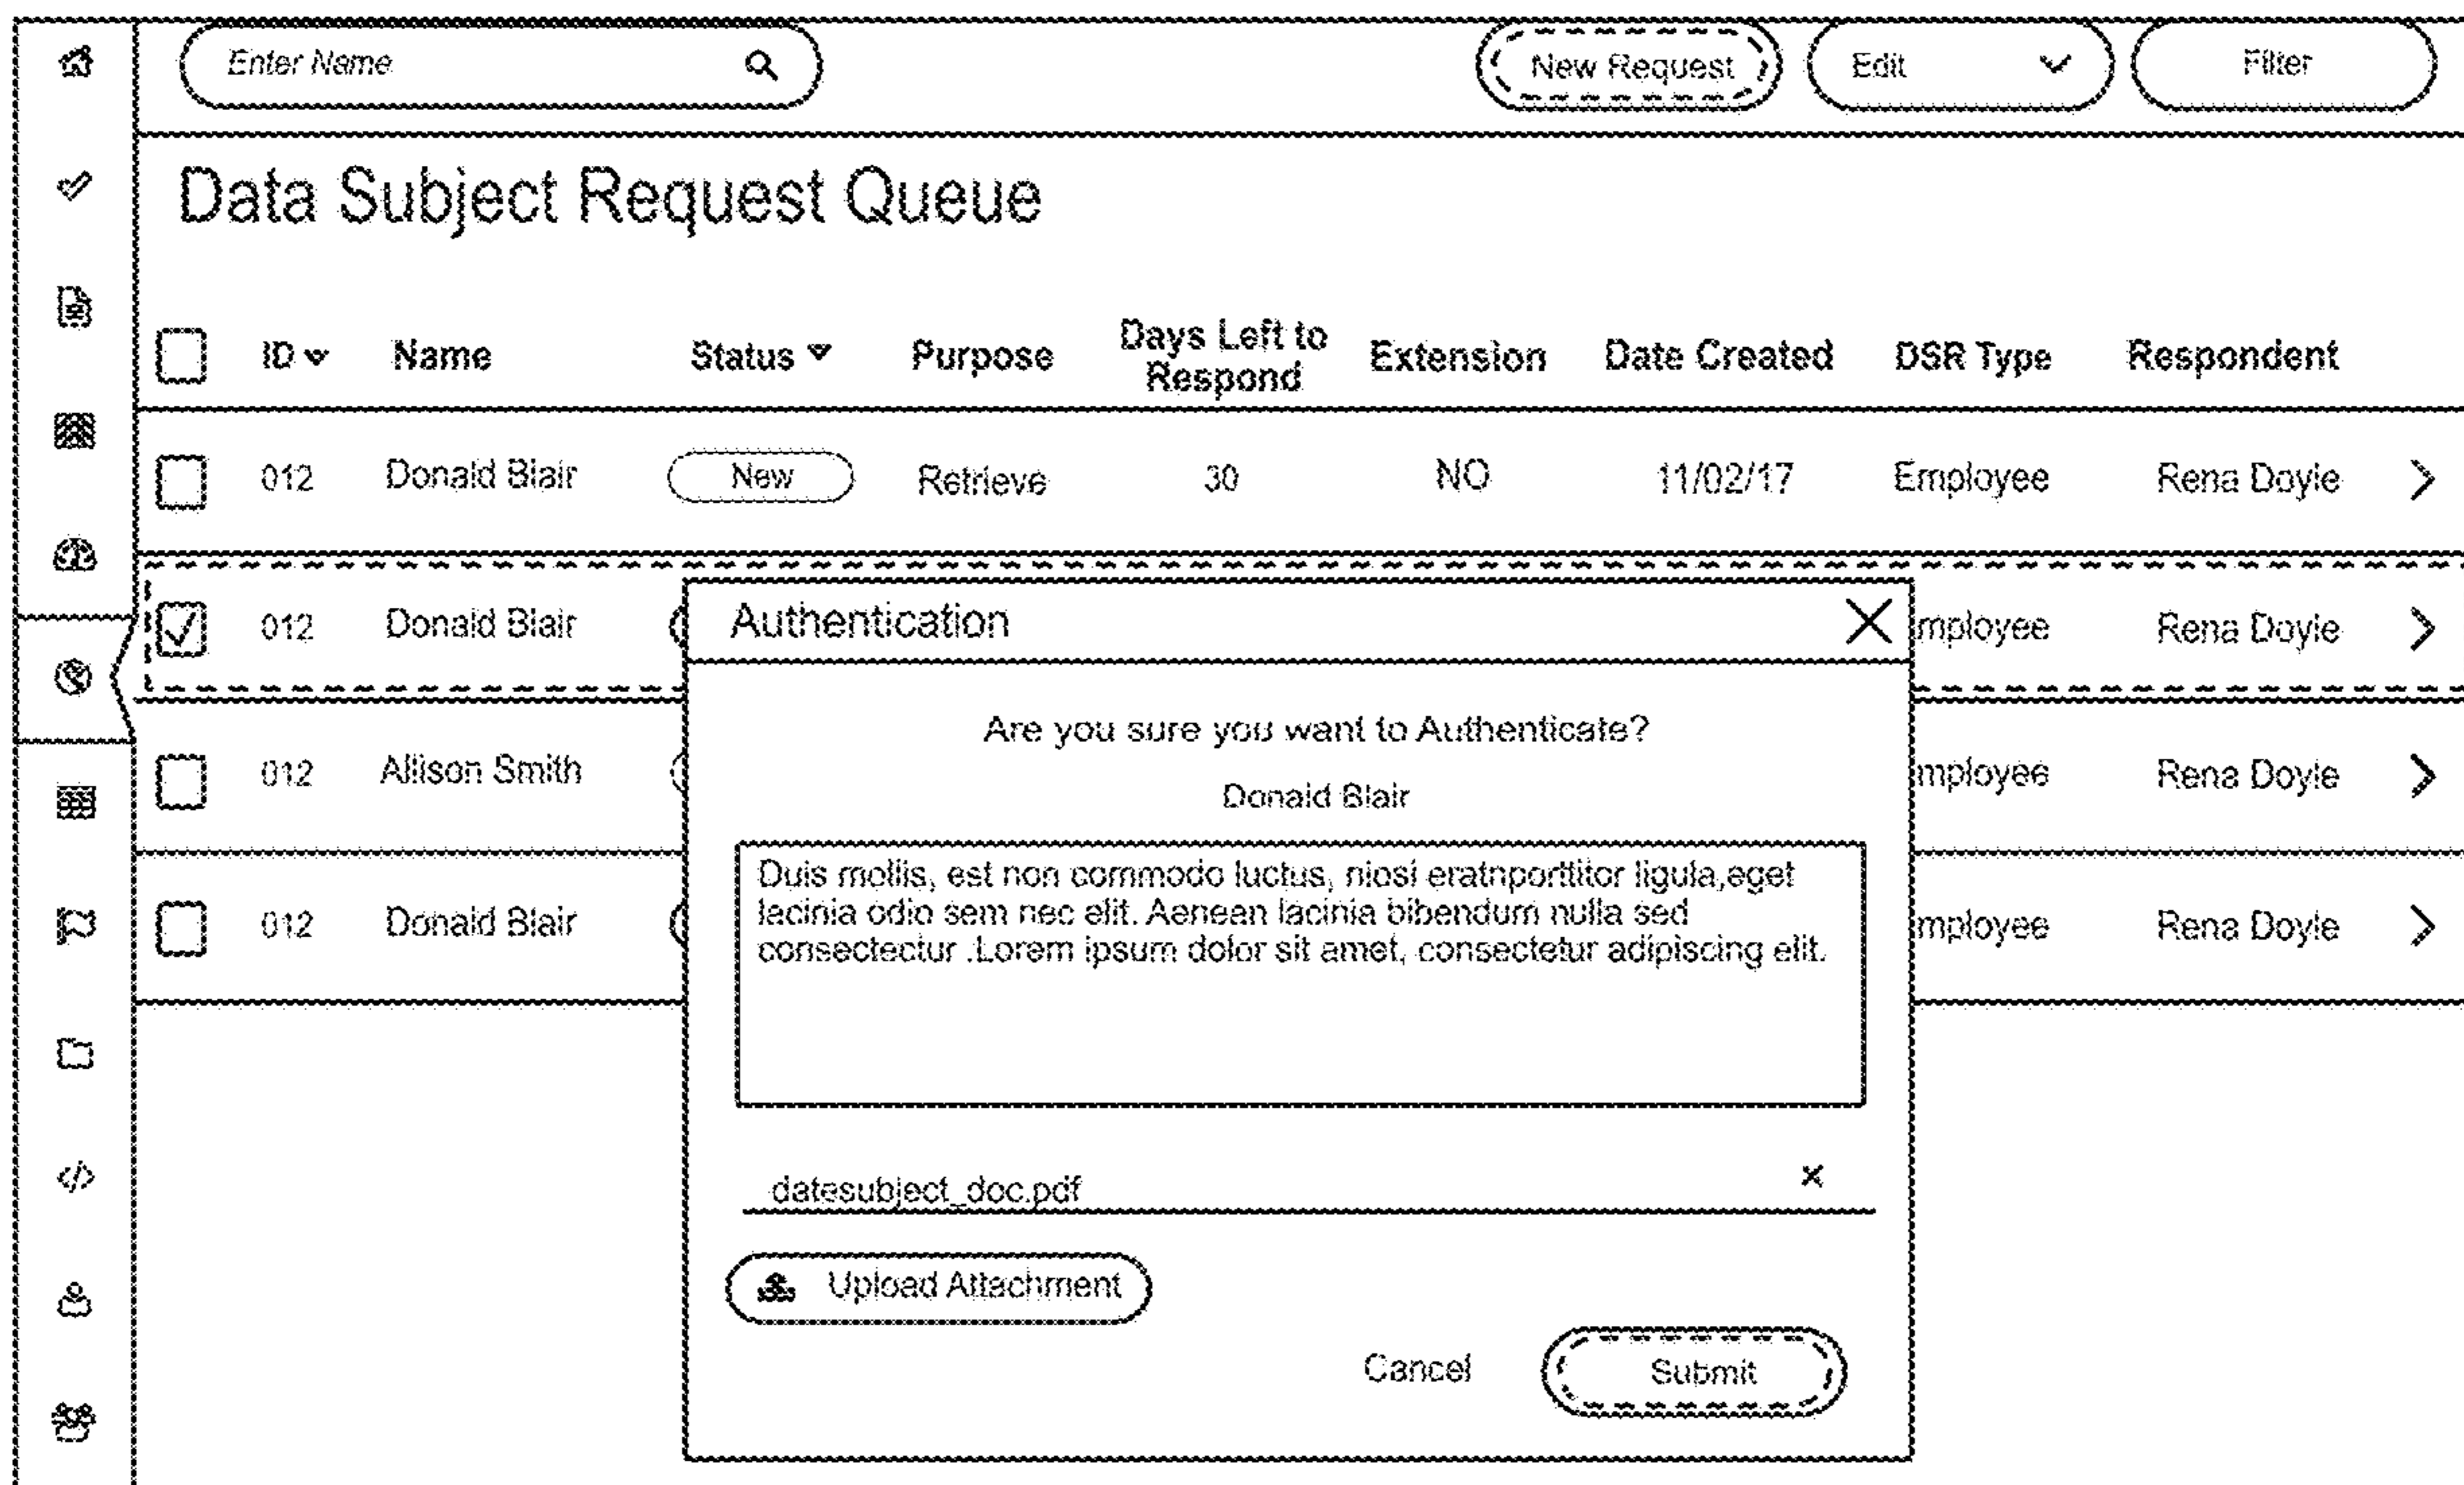 Enter Name
New Request
Edit
Filter
Data Subject Request Queue
ID Name Status Purpose Days Left to Respond Extension Date Created DSR Type Respondent
012 Donald Blair New Retrieve 30 NO 11/02/17 Employee Rena Doyle
012 Donald Blair mployee Rena Doyle
012 Allison Smith mployee Rena Doyle
012 Donald Blair mployee Rena Doyle
Authentication
Are you sure you want to Authenticate?
Donald Blair
Duis mollis, est non commodo luctus, niosi eratnporttitor ligula,eget
lacinia odio sem nec elit. Aenean lacinia bibendum nulla sed
consectectur .Lorem ipsum dolor sit amet, consectetur adipiscing elit.
datesubject_doc.pdf
Upload Attachment
Cancel
Submit